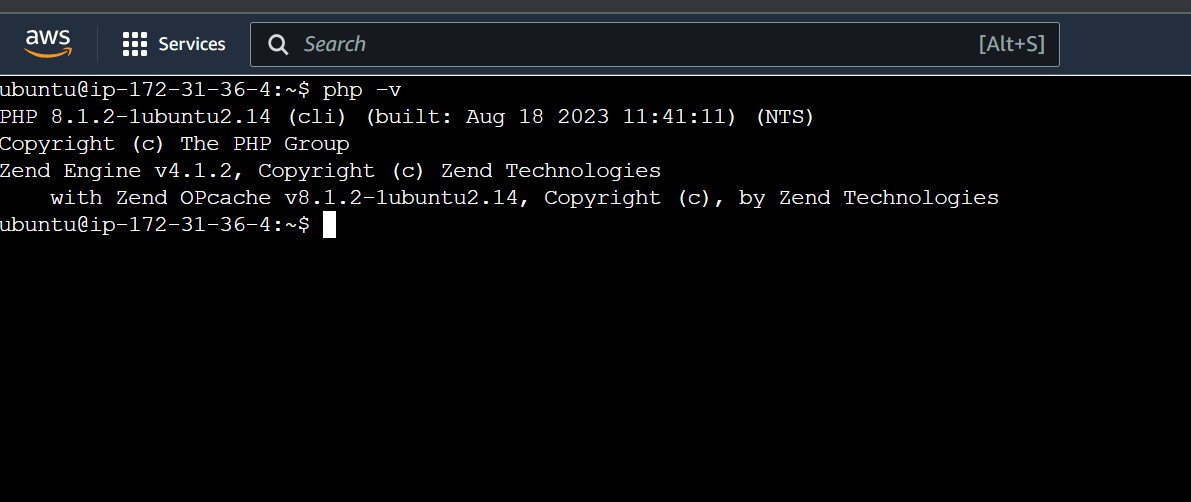 aws Services Search [Alt+S]
ubuntu@ip-172-31-36-4:~$ php -v
PHP 8.1.2-1ubuntu2.14 (cli) (built: Aug 18 2023 11:41:11) (NTS)
Copyright (c) The PHP Group
Zend Engine v4.1.2, Copyright (c) Zend Technologies
    with Zend OPcache v8.1.2-1ubuntu2.14, Copyright (c), by Zend Technologies
ubuntu@ip-172-31-36-4:~$